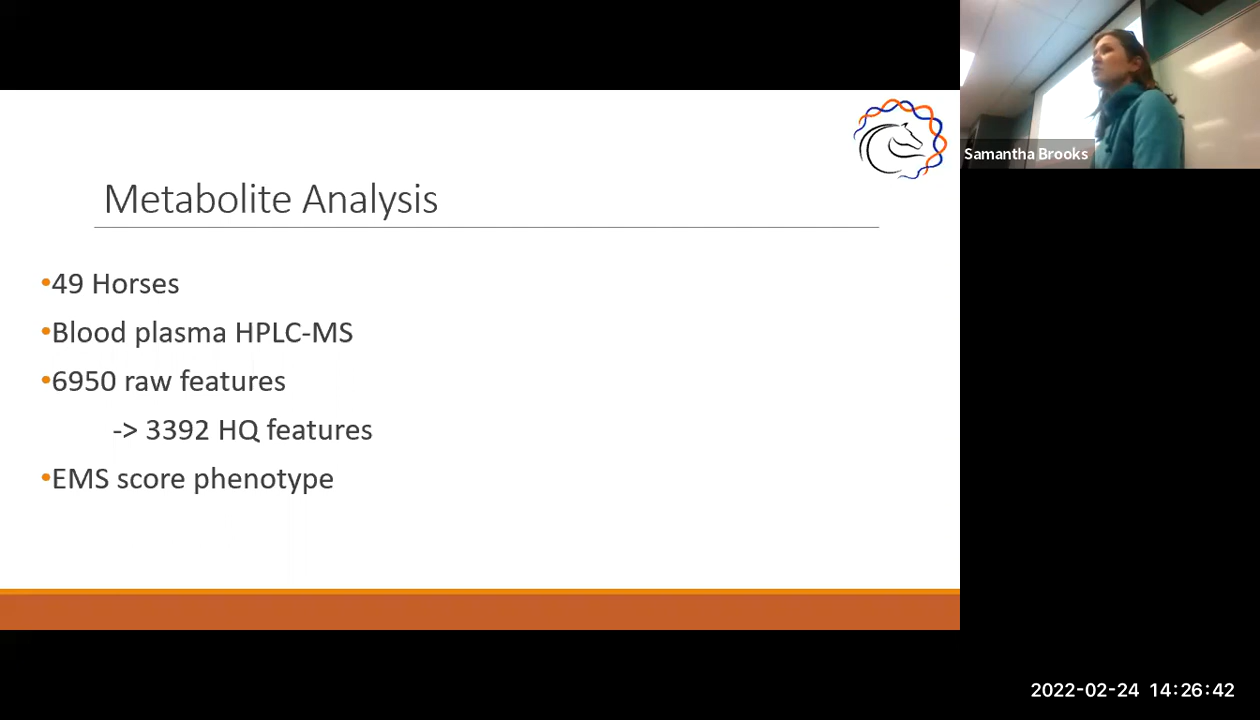 Samantha Brooks
Metabolite Analysis
•49 Horses
•Blood plasma HPLC-MS
•6950 raw features
-> 3392 HQ features
•EMS score phenotype
2022-02-24 14:26:42